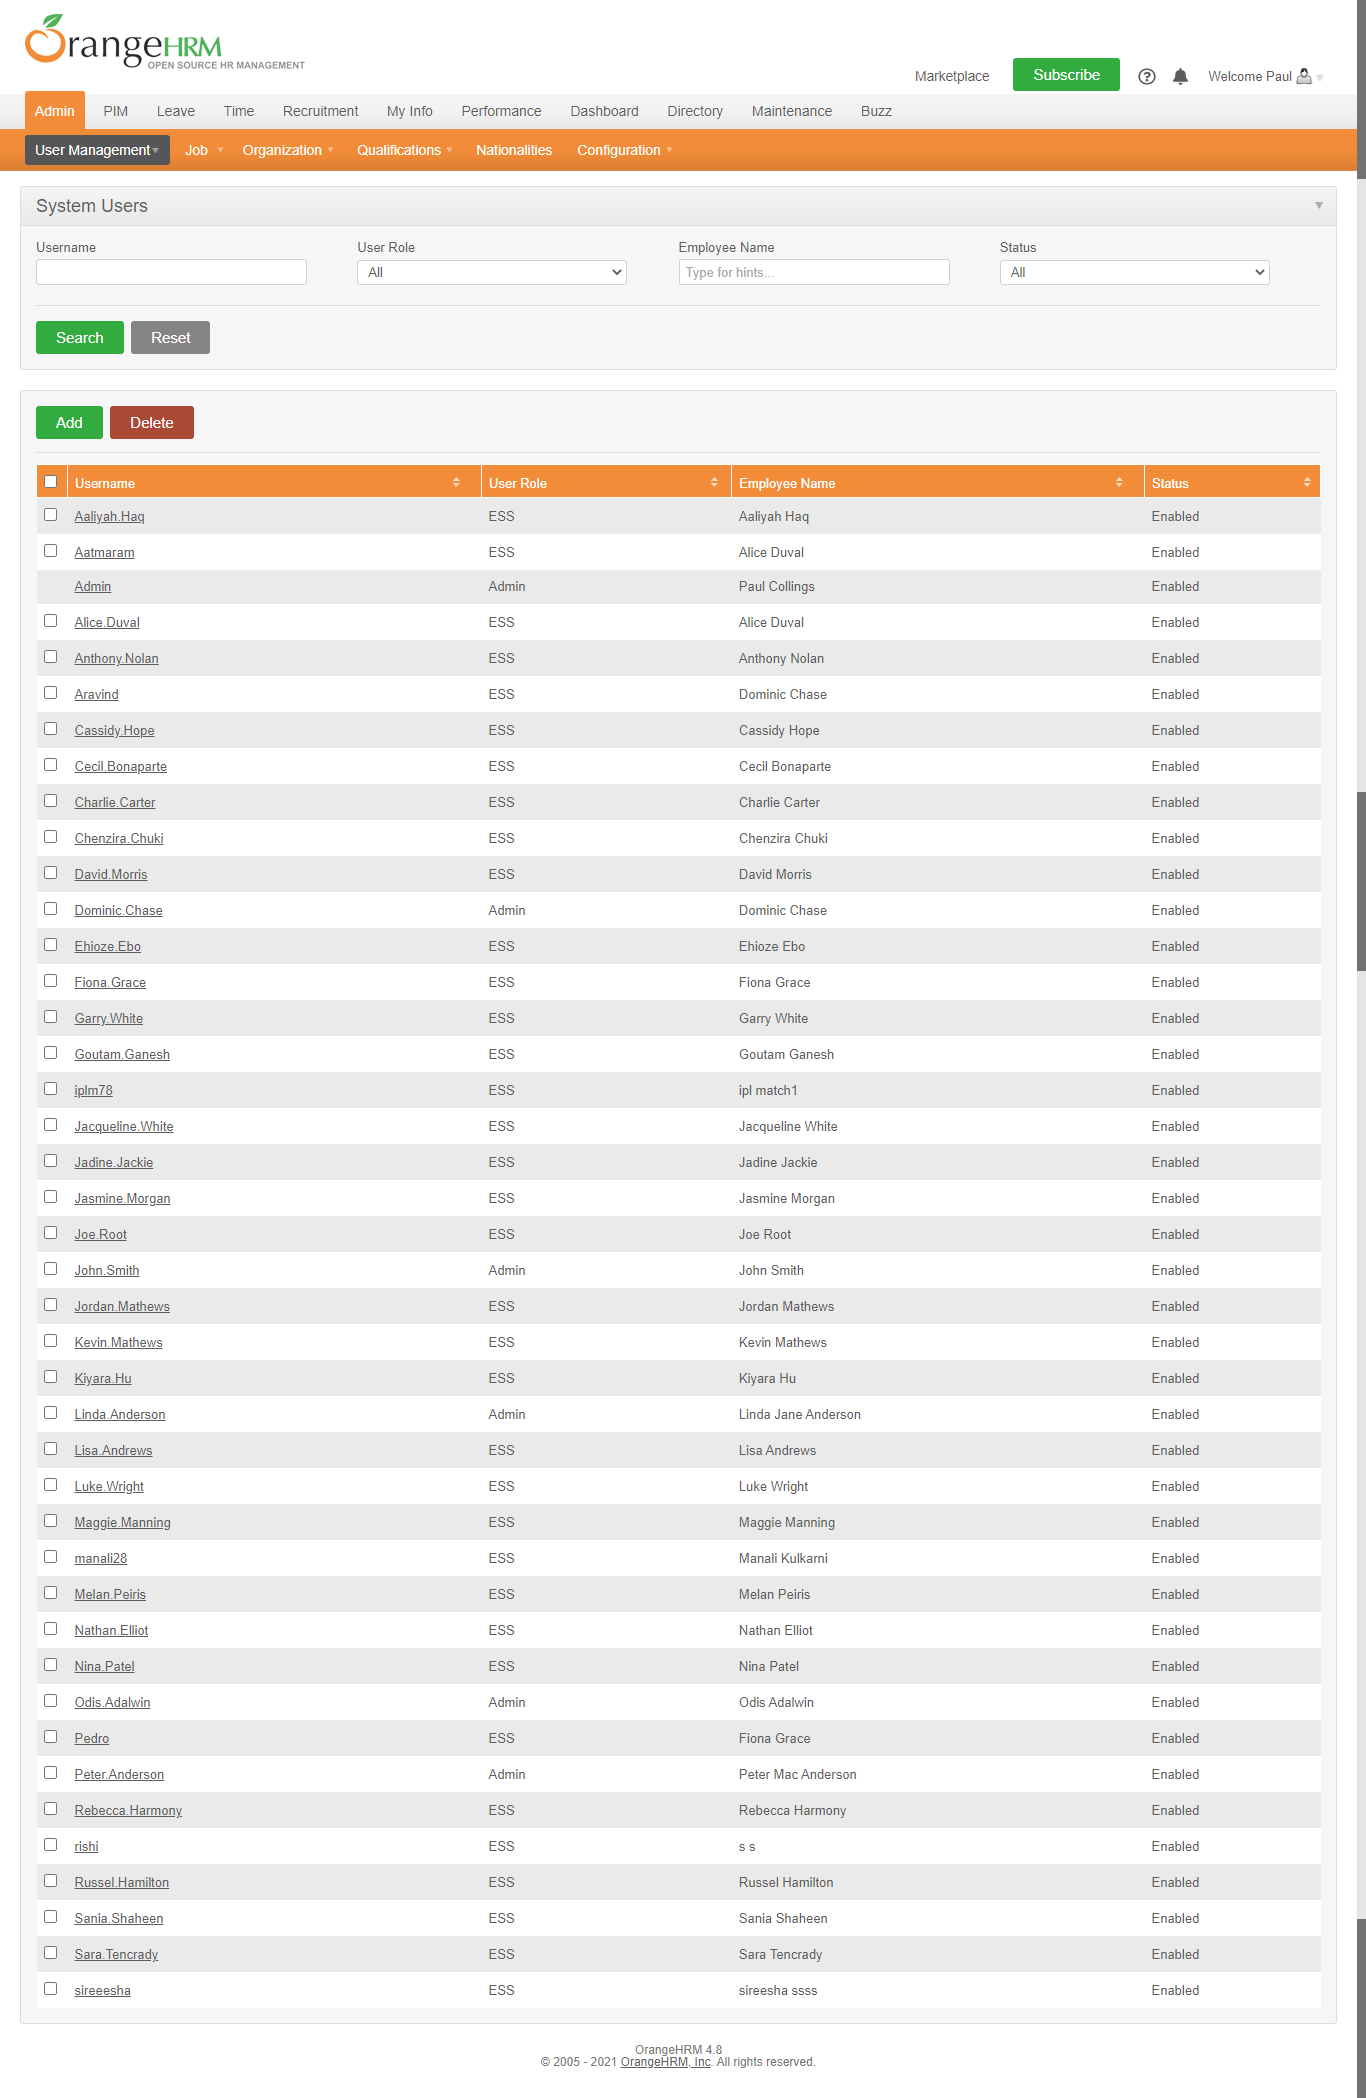 OrangeHRM
OPEN SOURCE HR MANAGEMENT
Marketplace Subscribe Welcome Paul
Admin PIM Leave Time Recruitment My Info Performance Dashboard Directory Maintenance Buzz
User Management Job Organization Qualifications Nationalities Configuration
System Users
Username User Role Employee Name Status
All Type for hints... All
Search Reset
Add Delete
Username User Role Employee Name Status
Aaliyah.Haq ESS Aaliyah Haq Enabled
Aatmaram ESS Alice Duval Enabled
Admin Admin Paul Collings Enabled
Alice.Duval ESS Alice Duval Enabled
Anthony.Nolan ESS Anthony Nolan Enabled
Aravind ESS Dominic Chase Enabled
Cassidy.Hope ESS Cassidy Hope Enabled
Cecil.Bonaparte ESS Cecil Bonaparte Enabled
Charlie.Carter ESS Charlie Carter Enabled
Chenzira.Chuki ESS Chenzira Chuki Enabled
David.Morris ESS David Morris Enabled
Dominic.Chase Admin Dominic Chase Enabled
Ehioze.Ebo ESS Ehioze Ebo Enabled
Fiona.Grace ESS Fiona Grace Enabled
Garry.White ESS Garry White Enabled
Goutam.Ganesh ESS Goutam Ganesh Enabled
iplm78 ESS ipl match1 Enabled
Jacqueline.White ESS Jacqueline White Enabled
Jadine.Jackie ESS Jadine Jackie Enabled
Jasmine.Morgan ESS Jasmine Morgan Enabled
Joe.Root ESS Joe Root Enabled
John.Smith Admin John Smith Enabled
Jordan.Mathews ESS Jordan Mathews Enabled
Kevin.Mathews ESS Kevin Mathews Enabled
Kiyara.Hu ESS Kiyara Hu Enabled
Linda.Anderson Admin Linda Jane Anderson Enabled
Lisa.Andrews ESS Lisa Andrews Enabled
Luke.Wright ESS Luke Wright Enabled
Maggie.Manning ESS Maggie Manning Enabled
manali28 ESS Manali Kulkarni Enabled
Melan.Peiris ESS Melan Peiris Enabled
Nathan.Elliot ESS Nathan Elliot Enabled
Nina.Patel ESS Nina Patel Enabled
Odis.Adalwin Admin Odis Adalwin Enabled
Pedro ESS Fiona Grace Enabled
Peter.Anderson Admin Peter Mac Anderson Enabled
Rebecca.Harmony ESS Rebecca Harmony Enabled
rishi ESS s s Enabled
Russel.Hamilton ESS Russel Hamilton Enabled
Sania.Shaheen ESS Sania Shaheen Enabled
Sara.Tencrady ESS Sara Tencrady Enabled
sireeesha ESS sireesha ssss Enabled
OrangeHRM 4.8
© 2005 - 2021 OrangeHRM, Inc. All rights reserved.